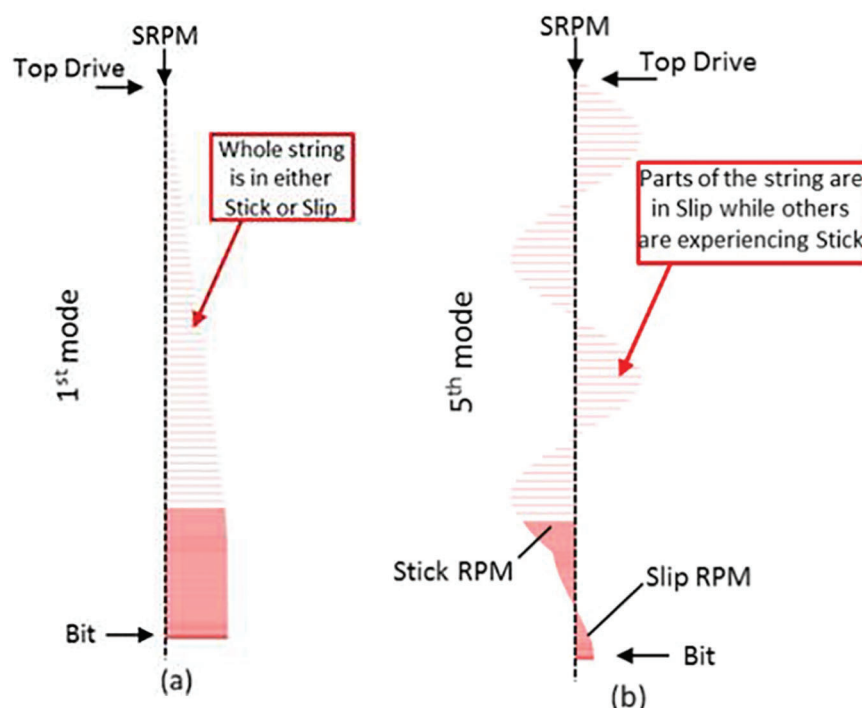 SRPM
Top Drive
Whole string
is in either
Stick or Slip
1st mode
Bit
(a)
SRPM
Top Drive
Parts of the string are
in Slip while others
are experiencing Stick
5th mode
Stick RPM
Slip RPM
Bit
(b)